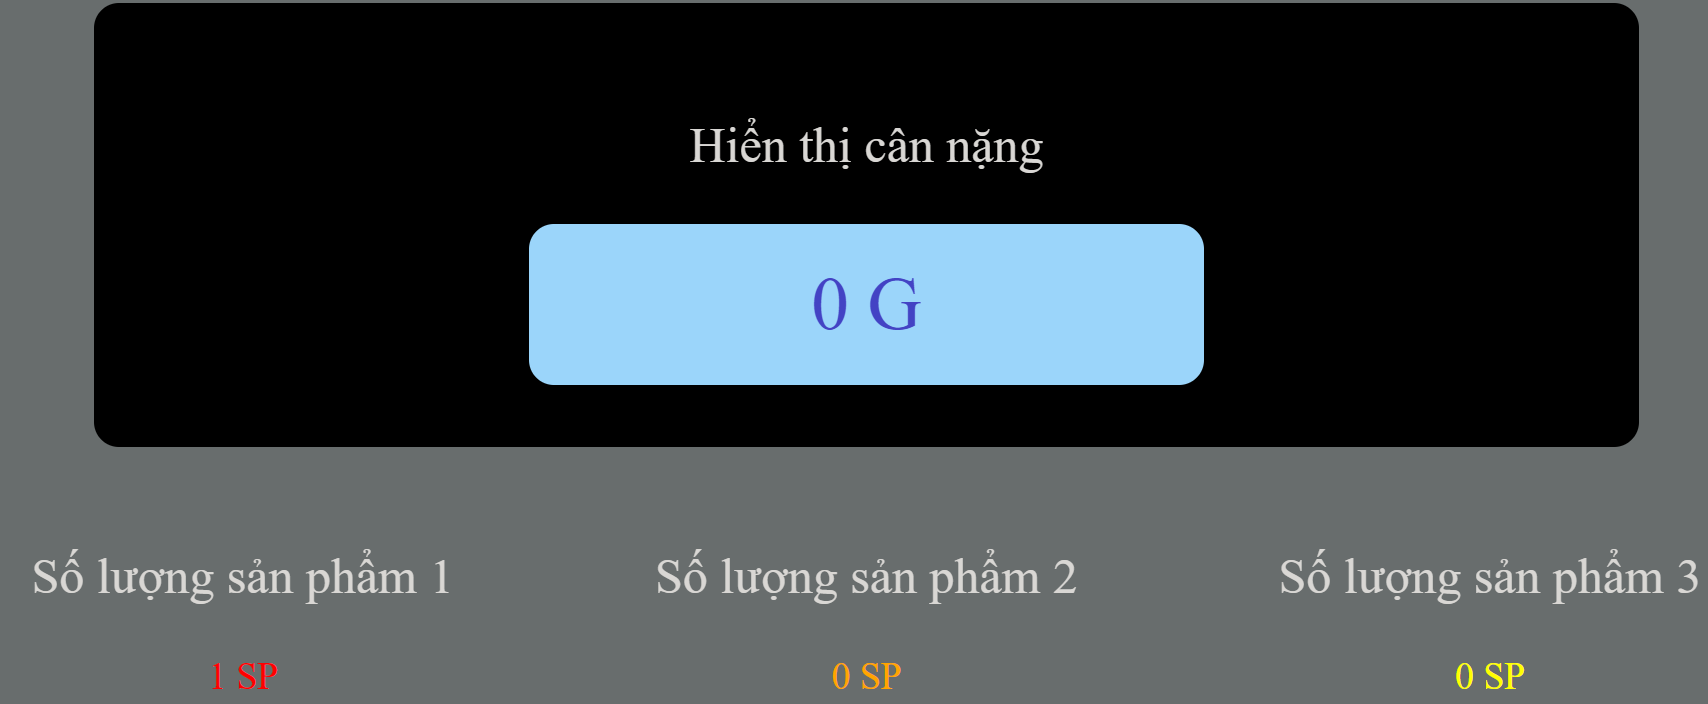 Hiển thị cân nặng
0 G
Số lượng sản phẩm 1
Số lượng sản phẩm 2
Số lượng sản phẩm 3
1 SP
0 SP
0 SP